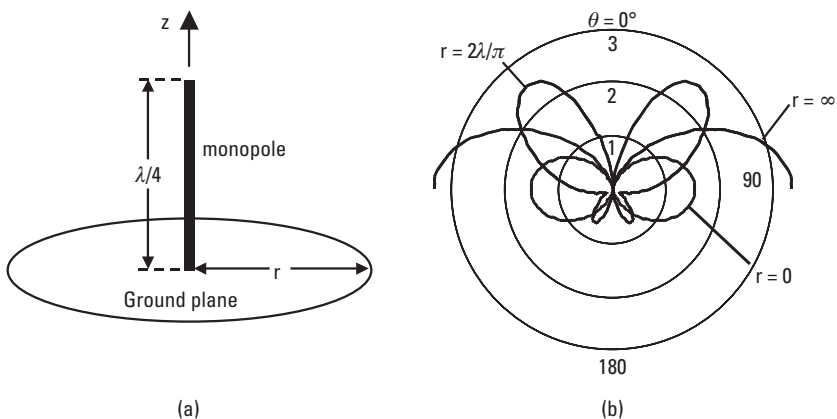 z
λ/4
monopole
r
Ground plane
(a)
θ = 0°
3
r = 2λ/π
2
r = ∞
1
90
r = 0
180
(b)